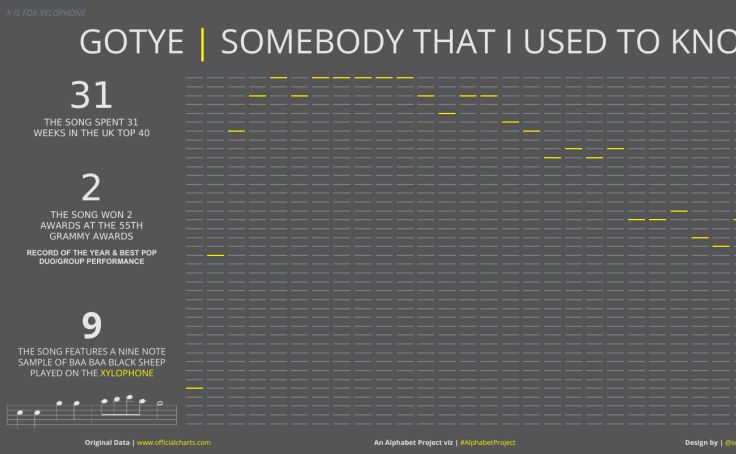 X IS FOR XYLOPHONE
GOTYE | SOMEBODY THAT I USED TO KNO
31
THE SONG SPENT 31
WEEKS IN THE UK TOP 40
2
THE SONG WON 2
AWARDS AT THE 55TH
GRAMMY AWARDS
RECORD OF THE YEAR & BEST POP
DUO/GROUP PERFORMANCE
9
THE SONG FEATURES A NINE NOTE
SAMPLE OF BAA BAA BLACK SHEEP
PLAYED ON THE XYLOPHONE
Original Data | www.officialcharts.com
An Alphabet Project viz | #AlphabetProject
Design by |